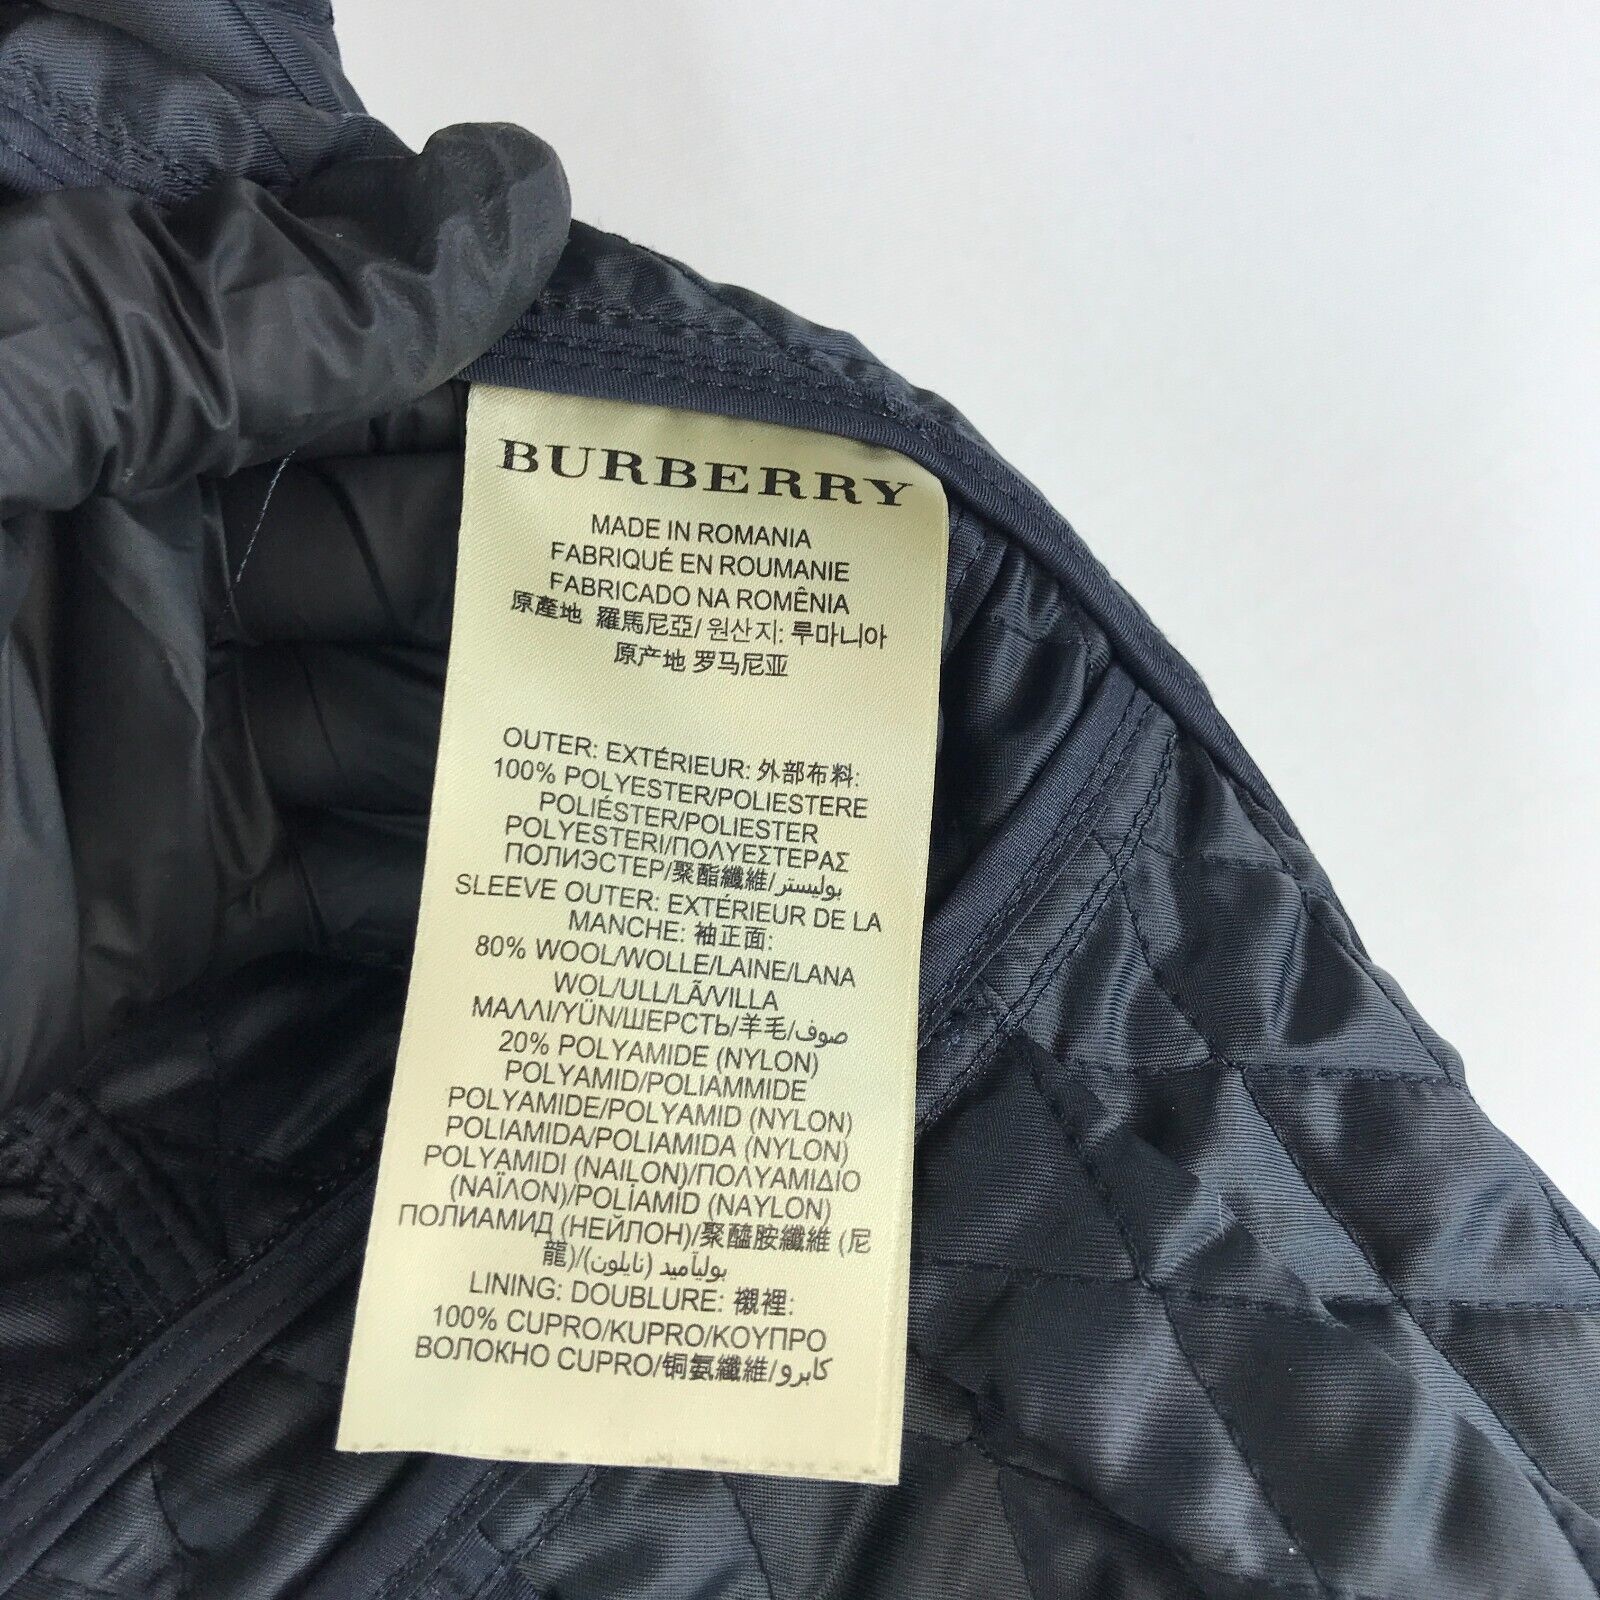 BURBERRY
MADE IN ROMANIA
FABRIQUÉ EN ROUMANIE
FABRICADO NA ROMÊNIA
原產地 羅馬尼亞/ 원산지: 루마니아
原产地 罗马尼亚
OUTER: EXTÉRIEUR: 外部布料:
100% POLYESTER/POLIESTERE
POLIÉSTER/POLIESTER
POLYESTERI/ΠΟΛΥΕΣΤΕΡΑΣ
ПОЛИЭСТЕР/聚酯纖維/بوليستر
SLEEVE OUTER: EXTÉRIEUR DE LA
MANCHE: 袖正面:
80% WOOL/WOLLE/LAINE/LANA
WOL/ULL/LÃ/VILLA
ΜΑΛΛΙ/YÜN/ШЕРСТЬ/羊毛/صوف
20% POLYAMIDE (NYLON)
POLYAMID/POLIAMMIDE
POLYAMIDE/POLYAMID (NYLON)
POLIAMIDA/POLIAMIDA (NYLON)
POLYAMIDI (NAILON)/ΠΟΛΥΑΜΙΔΙΟ
(ΝΑΪΛΟΝ)/POLİAMİD (NAYLON)
ПОЛИАМИД (НЕЙЛОН)/聚醯胺纖維 (尼
龍)/بولياميد (نايلون)
LINING: DOUBLURE: 襯裡:
100% CUPRO/KUPRO/ΚΟΥΠΡΟ
ВОЛОКНО CUPRO/铜氨纖維/كابرو